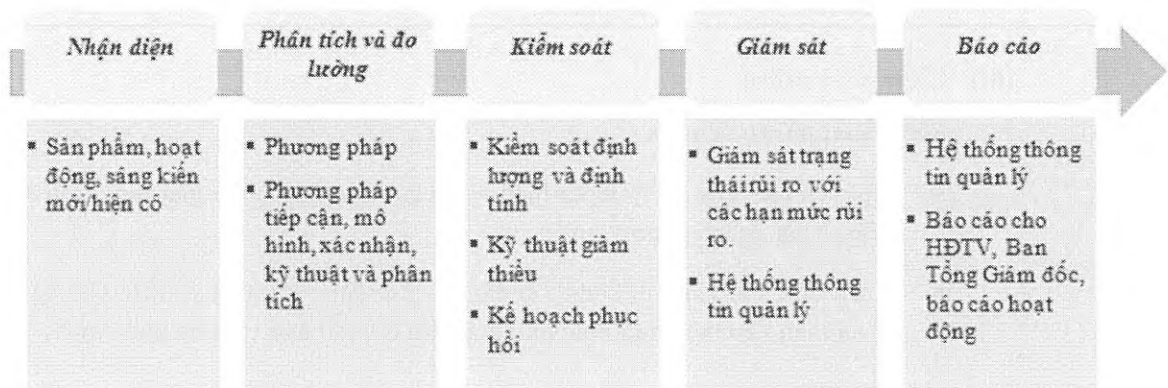 Nhận diện
Phân tích và đo
lường
Kiểm soát
Giám sát
Báo cáo
▪ Sản phẩm, hoạt
động, sáng kiến
mới/hiện có
▪ Phương pháp
▪ Phương pháp
tiếp cận, mô
hình, xác nhận,
kỹ thuật và phân
tích
▪ Kiểm soát định
lượng và định
tính
▪ Kỹ thuật giảm
thiểu
▪ Kế hoạch phục
hồi
▪ Giám sát trạng
thái rủi ro với
các hạn mức rủi
ro.
▪ Hệ thống thông
tin quản lý
▪ Hệ thống thông
tin quản lý
▪ Báo cáo cho
HĐTV, Ban
Tổng Giám đốc,
báo cáo hoạt
động